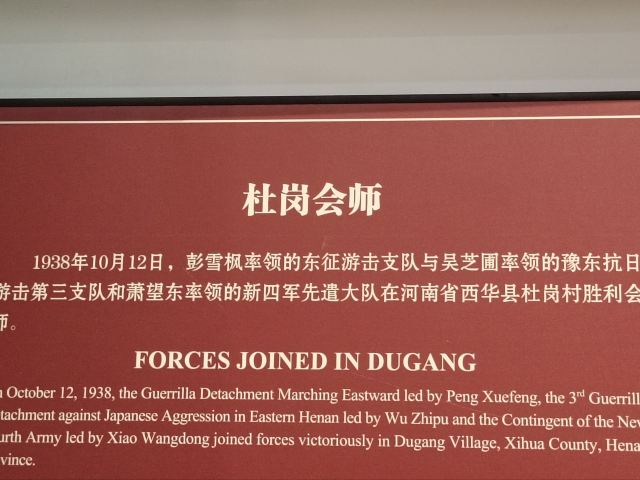 杜岗会师
1938年10月12日，彭雪枫率领的东征游击支队与吴芝圃率领的豫东抗日
游击第三支队和萧望东率领的新四军先遣大队在河南省西华县杜岗村胜利会
师。
FORCES JOINED IN DUGANG
n October 12, 1938, the Guerrilla Detachment Marching Eastward led by Peng Xuefeng, the 3rd Guerrill
tachment against Japanese Aggression in Eastern Henan led by Wu Zhipu and the Contingent of the New
urth Army led by Xiao Wangdong joined forces victoriously in Dugang Village, Xihua County, Hena
vince.